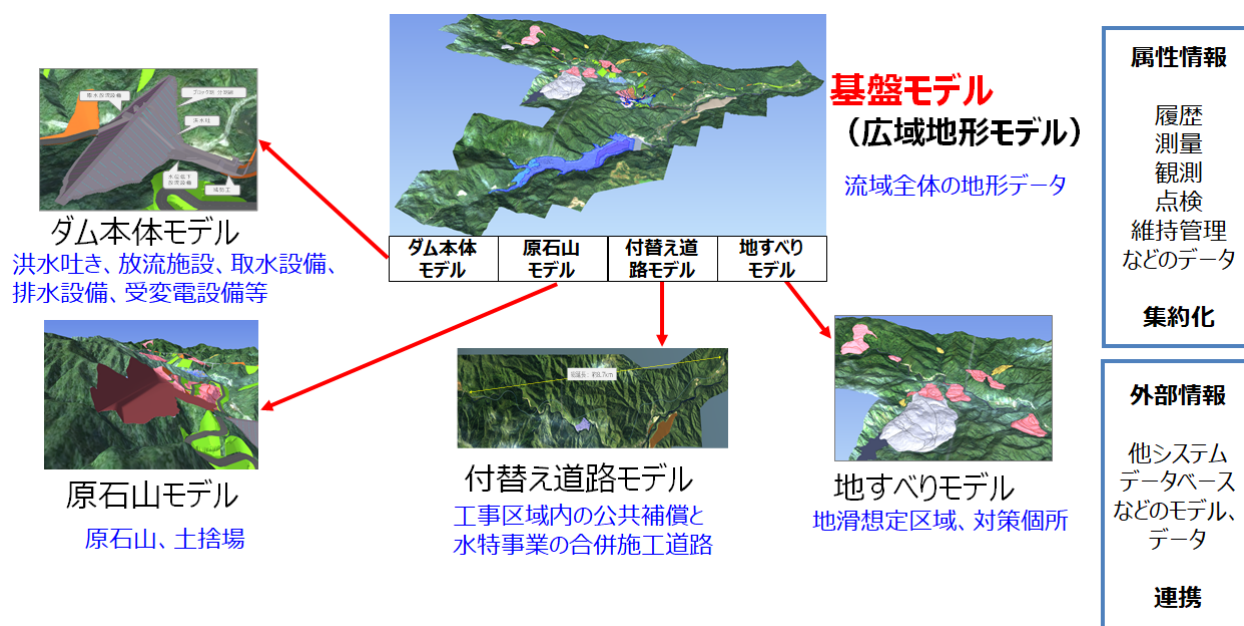 基盤モデル
（広域地形モデル）
流域全体の地形データ
ダム本体
モデル
原石山
モデル
付替え道
路モデル
地すべり
モデル
ダム本体モデル
洪水吐き、放流施設、取水設備、
排水設備、受変電設備等
原石山モデル
原石山、土捨場
付替え道路モデル
工事区域内の公共補償と
水特事業の合併施工道路
地すべりモデル
地滑想定区域、対策個所
属性情報
履歴
測量
観測
点検
維持管理
などのデータ
集約化
外部情報
他システム
データベース
などのモデル、
データ
連携